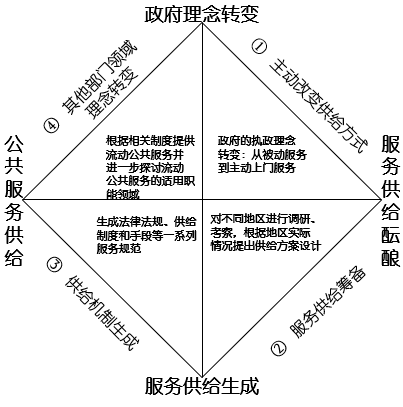 政府理念转变
① 主动改变供给方式
④ 其他部门领域
理念转变
公共服务供给
服务供给酝酿
根据相关制度提供
流动公共服务并
进一步探讨流动
公共服务的适用职
能领域
政府的执政理念
转变：从被动服务
到主动上门服务
生成法律法规、供给
制度和手段等一系列
服务规范
对不同地区进行调研、
考察，根据地区实际
情况提出供给方案设计
③ 供给机制生成
② 服务供给筹备
服务供给生成